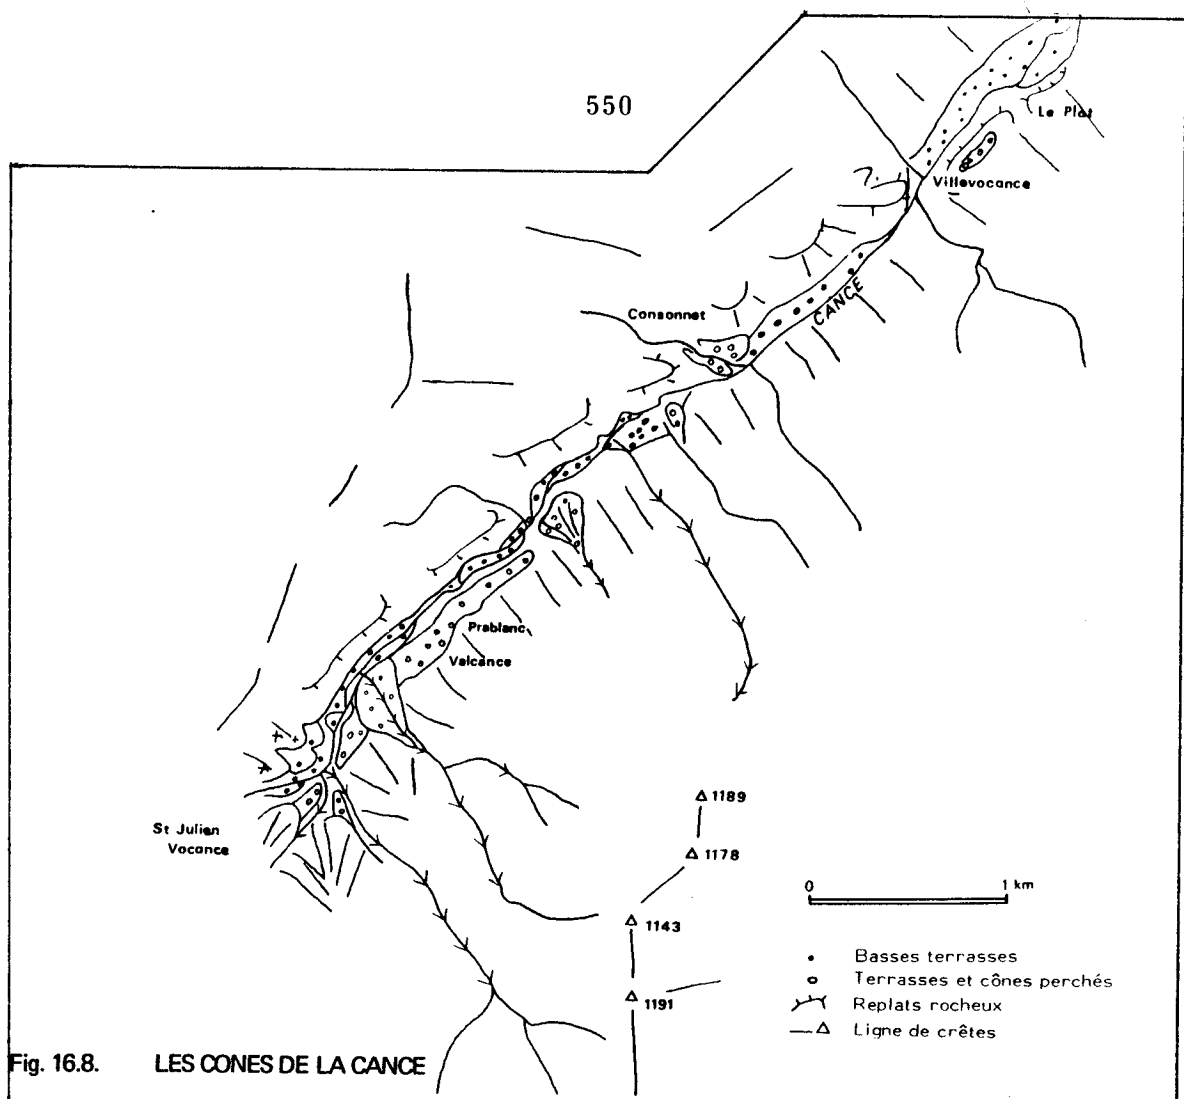 550
Le Plat
?
Villevocance
Consonnet
CANCE
Prablanc
Valcance
St Julien
Vocance
1189
1178
1143
1191
0 1 km
Basses terrasses
Terrasses et cônes perchés
Replats rocheux
Ligne de crêtes
Fig. 16.8. LES CONES DE LA CANCE